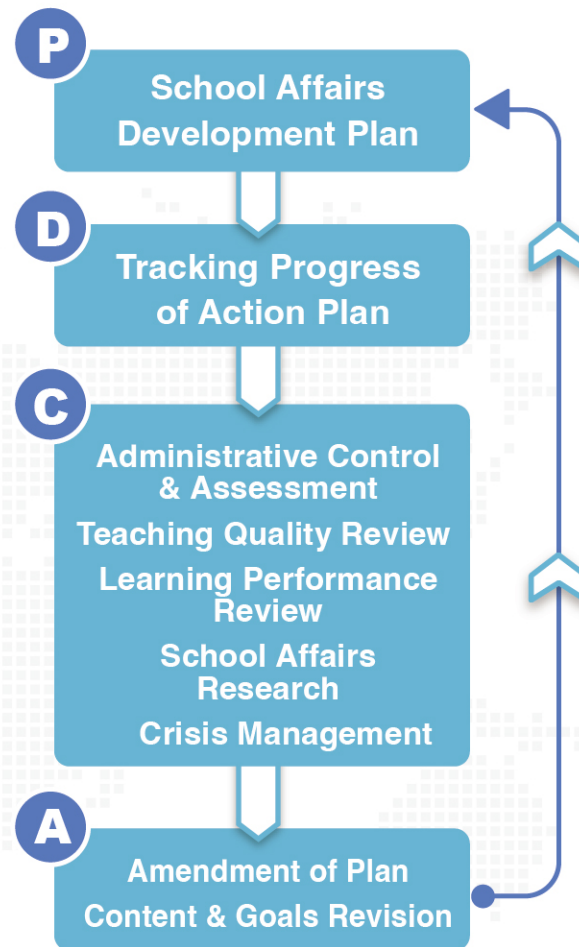 P
School Affairs
Development Plan
D
Tracking Progress
of Action Plan
C
Administrative Control
& Assessment
Teaching Quality Review
Learning Performance
Review
School Affairs
Research
Crisis Management
A
Amendment of Plan
Content & Goals Revision